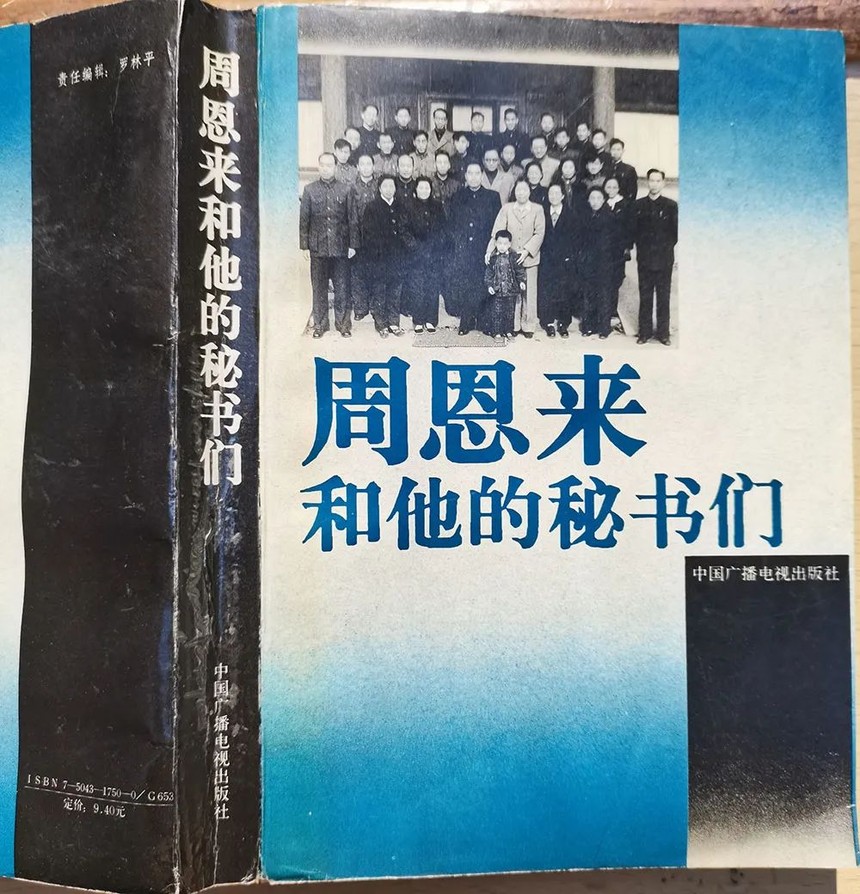 责任编辑：罗林平
ISBN 7—5043—1750—0/G653
定价：9.40元
周恩来和他的秘书们
中国广播电视出版社
周恩来
和他的秘书们
中国广播电视出版社